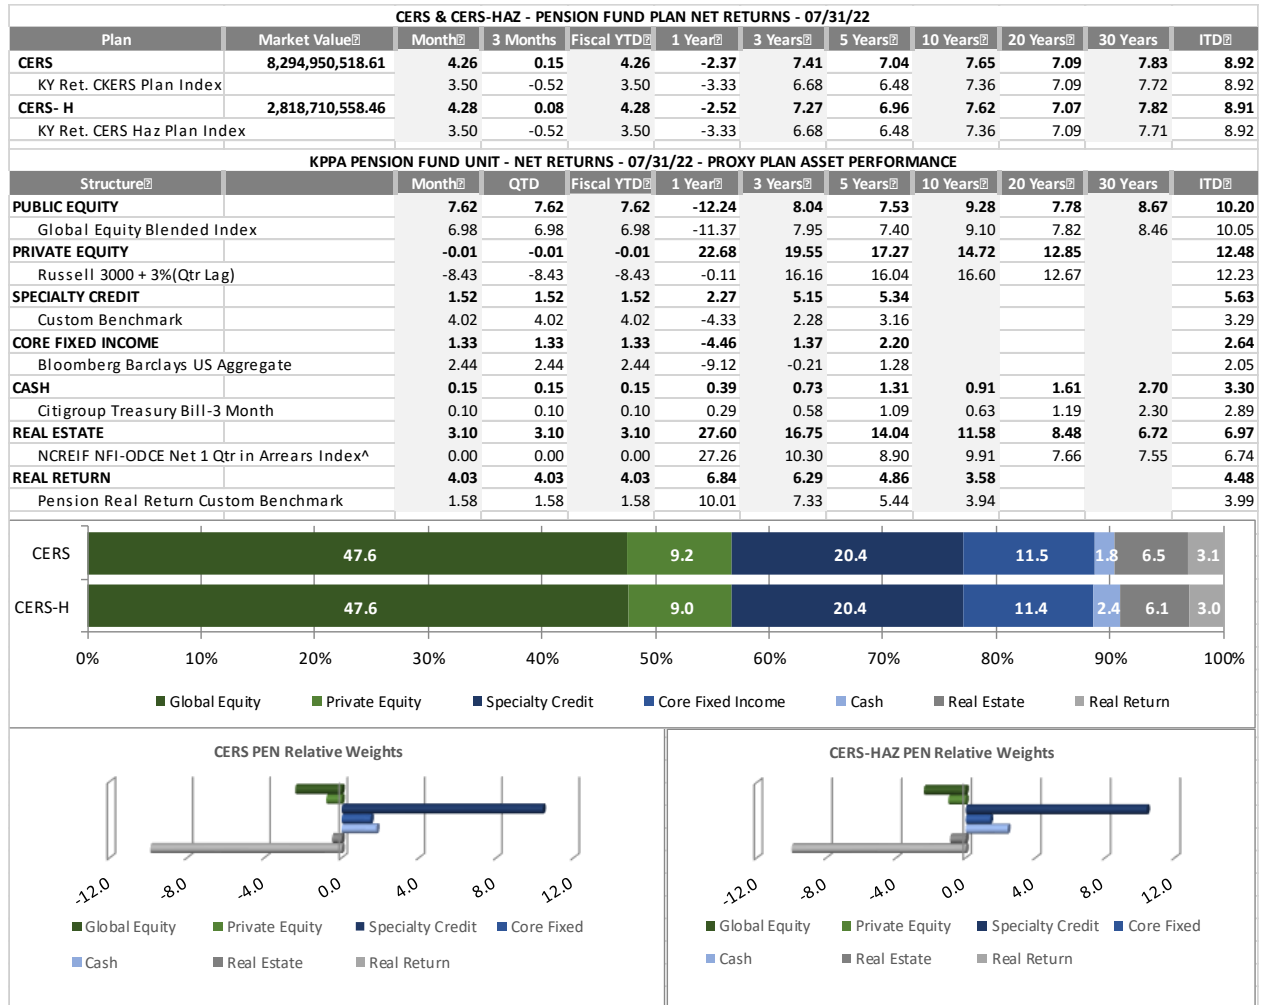 CERS & CERS-HAZ - PENSION FUND PLAN NET RETURNS - 07/31/22
Plan Market Value Month 3 Months Fiscal YTD 1 Year 3 Years 5 Years 10 Years 20 Years 30 Years ITD
CERS 8,294,950,518.61 4.26 0.15 4.26 -2.37 7.41 7.04 7.65 7.09 7.83 8.92
KY Ret. CKERS Plan Index 3.50 -0.52 3.50 -3.33 6.68 6.48 7.36 7.09 7.72 8.92
CERS- H 2,818,710,558.46 4.28 0.08 4.28 -2.52 7.27 6.96 7.62 7.07 7.82 8.91
KY Ret. CERS Haz Plan Index 3.50 -0.52 3.50 -3.33 6.68 6.48 7.36 7.09 7.71 8.92
KPPA PENSION FUND UNIT - NET RETURNS - 07/31/22 - PROXY PLAN ASSET PERFORMANCE
Structure Month QTD Fiscal YTD 1 Year 3 Years 5 Years 10 Years 20 Years 30 Years ITD
PUBLIC EQUITY 7.62 7.62 7.62 -12.24 8.04 7.53 9.28 7.78 8.67 10.20
Global Equity Blended Index 6.98 6.98 6.98 -11.37 7.95 7.40 9.10 7.82 8.46 10.05
PRIVATE EQUITY -0.01 -0.01 -0.01 22.68 19.55 17.27 14.72 12.85 12.48
Russell 3000 + 3%(Qtr Lag) -8.43 -8.43 -8.43 -0.11 16.16 16.04 16.60 12.67 12.23
SPECIALTY CREDIT 1.52 1.52 1.52 2.27 5.15 5.34 5.63
Custom Benchmark 4.02 4.02 4.02 -4.33 2.28 3.16 3.29
CORE FIXED INCOME 1.33 1.33 1.33 -4.46 1.37 2.20 2.64
Bloomberg Barclays US Aggregate 2.44 2.44 2.44 -9.12 -0.21 1.28 2.05
CASH 0.15 0.15 0.15 0.39 0.73 1.31 0.91 1.61 2.70 3.30
Citigroup Treasury Bill-3 Month 0.10 0.10 0.10 0.29 0.58 1.09 0.63 1.19 2.30 2.89
REAL ESTATE 3.10 3.10 3.10 27.60 16.75 14.04 11.58 8.48 6.72 6.97
NCREIF NFI-ODCE Net 1 Qtr in Arrears Index^ 0.00 0.00 0.00 27.26 10.30 8.90 9.91 7.66 7.55 6.74
REAL RETURN 4.03 4.03 4.03 6.84 6.29 4.86 3.58 4.48
Pension Real Return Custom Benchmark 1.58 1.58 1.58 10.01 7.33 5.44 3.94 3.99
CERS 47.6 9.2 20.4 11.5 1.8 6.5 3.1
CERS-H 47.6 9.0 20.4 11.4 2.4 6.1 3.0
0% 10% 20% 30% 40% 50% 60% 70% 80% 90% 100%
Global Equity Private Equity Specialty Credit Core Fixed Income Cash Real Estate Real Return
CERS PEN Relative Weights
-12.0 -8.0 -4.0 0.0 4.0 8.0 12.0
Global Equity Private Equity Specialty Credit Core Fixed
Cash Real Estate Real Return
CERS-HAZ PEN Relative Weights
-12.0 -8.0 -4.0 0.0 4.0 8.0 12.0
Global Equity Private Equity Specialty Credit Core Fixed
Cash Real Estate Real Return